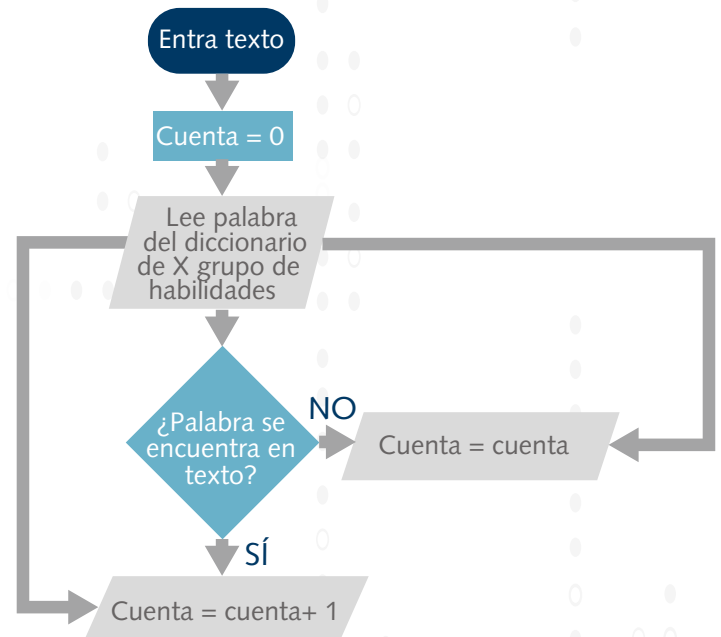 Entra texto
Cuenta = 0
Lee palabra
del diccionario
de X grupo de
habilidades
¿Palabra se
encuentra en
texto?
NO
Cuenta = cuenta
SÍ
Cuenta = cuenta+ 1